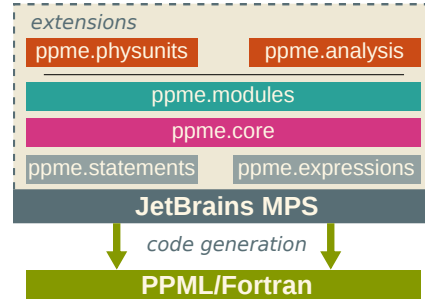 extensions
ppme.physunits ppme.analysis
ppme.modules
ppme.core
ppme.statements ppme.expressions
JetBrains MPS
code generation
PPML/Fortran